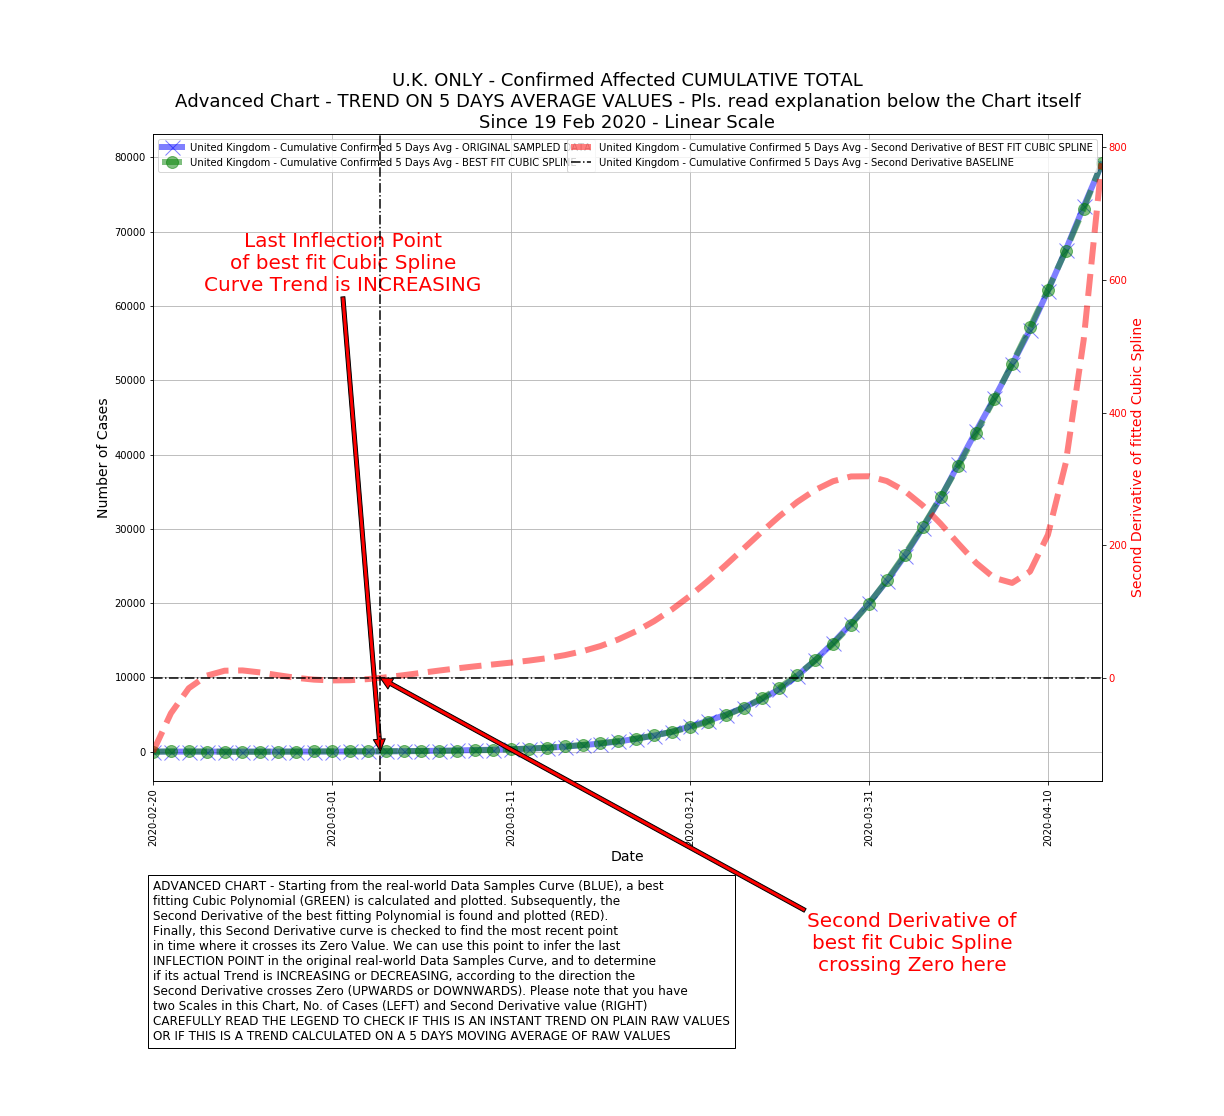 U.K. ONLY - Confirmed Affected CUMULATIVE TOTAL
Advanced Chart - TREND ON 5 DAYS AVERAGE VALUES - Pls. read explanation below the Chart itself
Since 19 Feb 2020 - Linear Scale
United Kingdom - Cumulative Confirmed 5 Days Avg - ORIGINAL SAMPLED
United Kingdom - Cumulative Confirmed 5 Days Avg - BEST FIT CUBIC SPLINE
United Kingdom - Cumulative Confirmed 5 Days Avg - Second Derivative of BEST FIT CUBIC SPLINE
United Kingdom - Cumulative Confirmed 5 Days Avg - Second Derivative BASELINE
Last Inflection Point
of best fit Cubic Spline
Curve Trend is INCREASING
Number of Cases
80000
70000
60000
50000
40000
30000
20000
10000
0
Second Derivative of fitted Cubic Spline
800
600
400
200
0
2020-02-20
2020-03-01
2020-03-11
2020-03-21
2020-03-31
2020-04-10
Date
Second Derivative of
best fit Cubic Spline
crossing Zero here
ADVANCED CHART - Starting from the real-world Data Samples Curve (BLUE), a best
fitting Cubic Polynomial (GREEN) is calculated and plotted. Subsequently, the
Second Derivative of the best fitting Polynomial is found and plotted (RED).
Finally, this Second Derivative curve is checked to find the most recent point
in time where it crosses its Zero Value. We can use this point to infer the last
INFLECTION POINT in the original real-world Data Samples Curve, and to determine
if its actual Trend is INCREASING or DECREASING, according to the direction the
Second Derivative crosses Zero (UPWARDS or DOWNWARDS). Please note that you have
two Scales in this Chart, No. of Cases (LEFT) and Second Derivative value (RIGHT)
CAREFULLY READ THE LEGEND TO CHECK IF THIS IS AN INSTANT TREND ON PLAIN RAW VALUES
OR IF THIS IS A TREND CALCULATED ON A 5 DAYS MOVING AVERAGE OF RAW VALUES